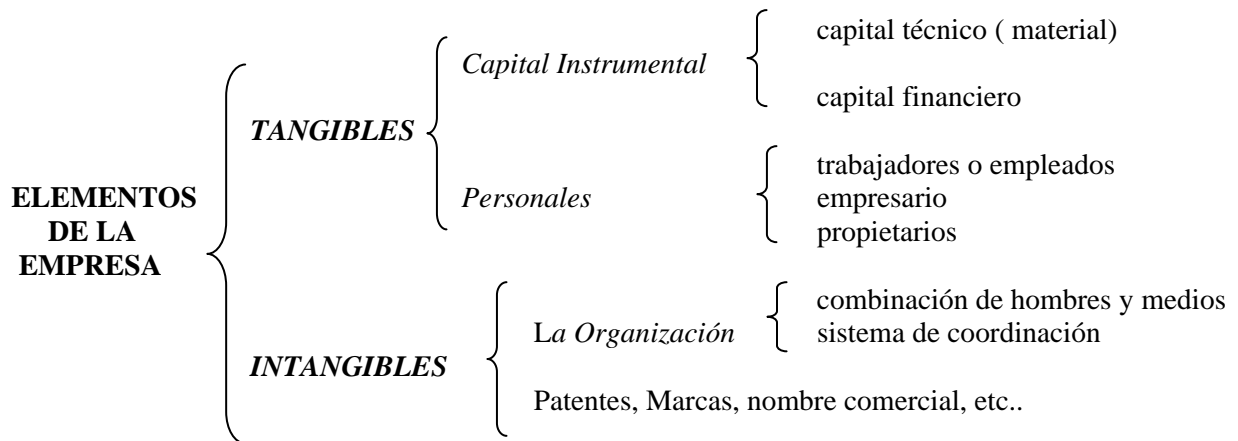 ELEMENTOS
DE LA
EMPRESA
TANGIBLES
Capital Instrumental
capital técnico ( material)
capital financiero
Personales
trabajadores o empleados
empresario
propietarios
INTANGIBLES
La Organización
combinación de hombres y medios
sistema de coordinación
Patentes, Marcas, nombre comercial, etc..